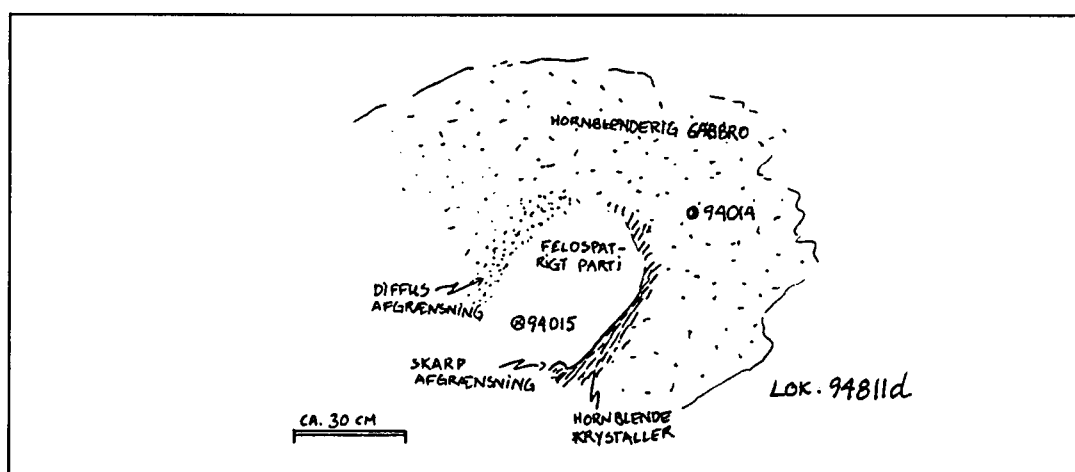 HORNBLENDERIG GABBRO
94014
FELDSPAT-
RIGT PARTI
DIFFUS
AFGRÆNSNING
94015
SKARP
AFGRÆNSNING
LOK. 94811d
CA. 30 CM
HORNBLENDE
KRYSTALLER